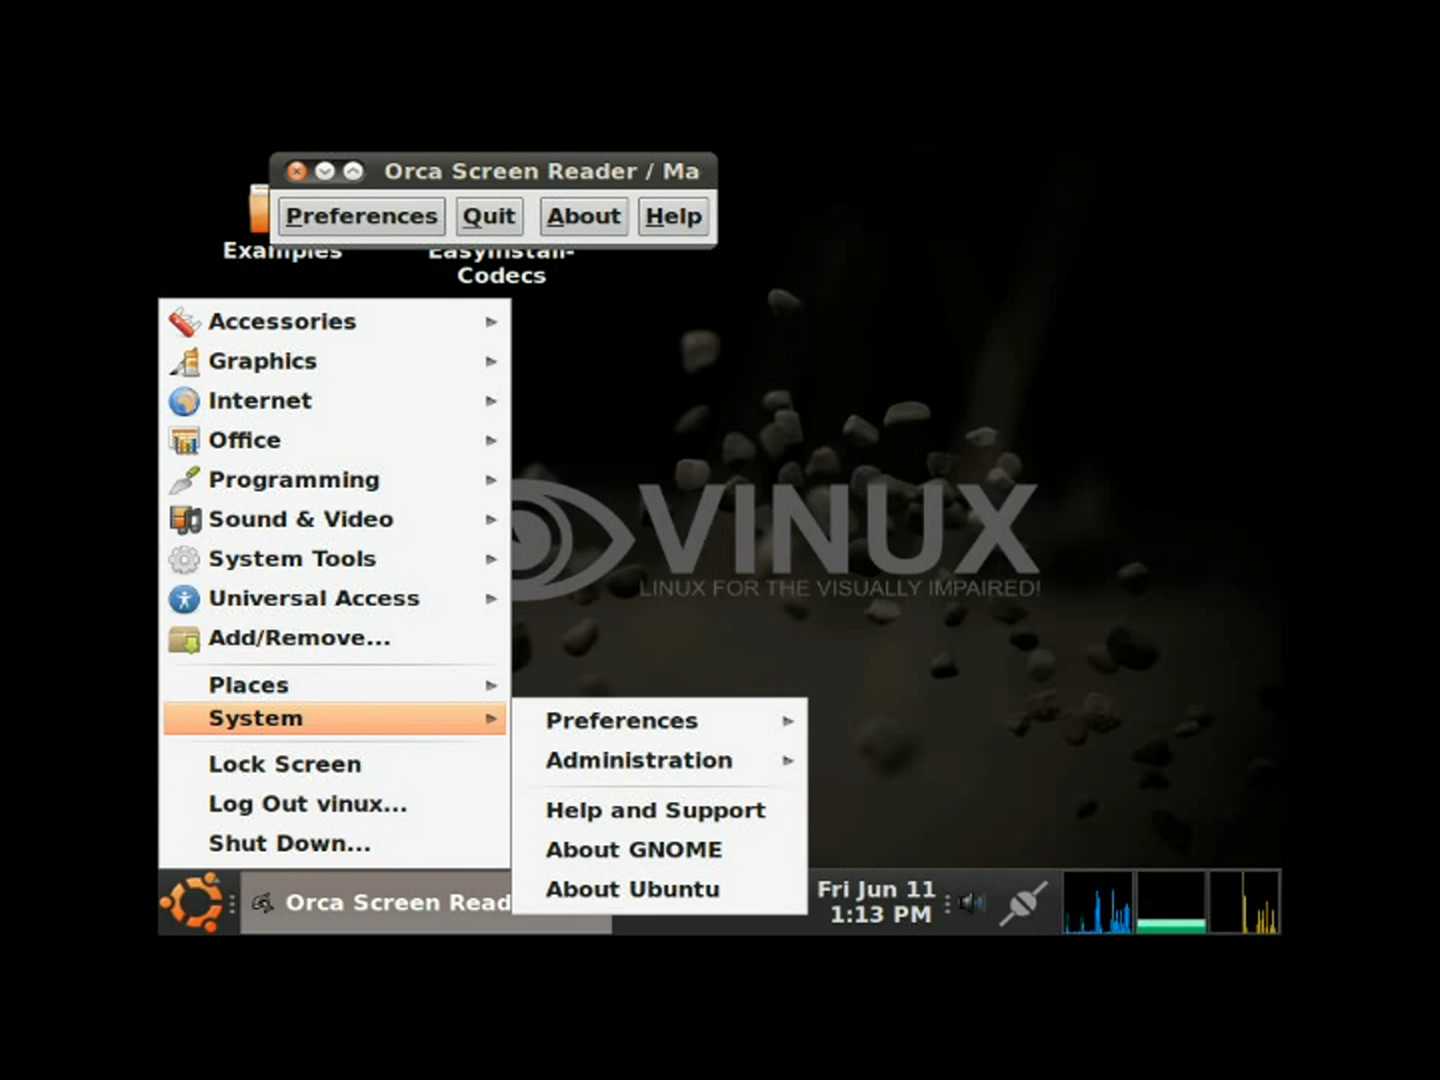 Orca Screen Reader / Ma
Preferences Quit About Help
Examples
EasyInstall-
Codecs
Accessories
Graphics
Internet
Office
Programming
Sound & Video
System Tools
Universal Access
Add/Remove...
Places
System
Lock Screen
Log Out vinux...
Shut Down...
Preferences
Administration
Help and Support
About GNOME
About Ubuntu
VINUX
LINUX FOR THE VISUALLY IMPAIRED!
Orca Screen Read
Fri Jun 11
1:13 PM